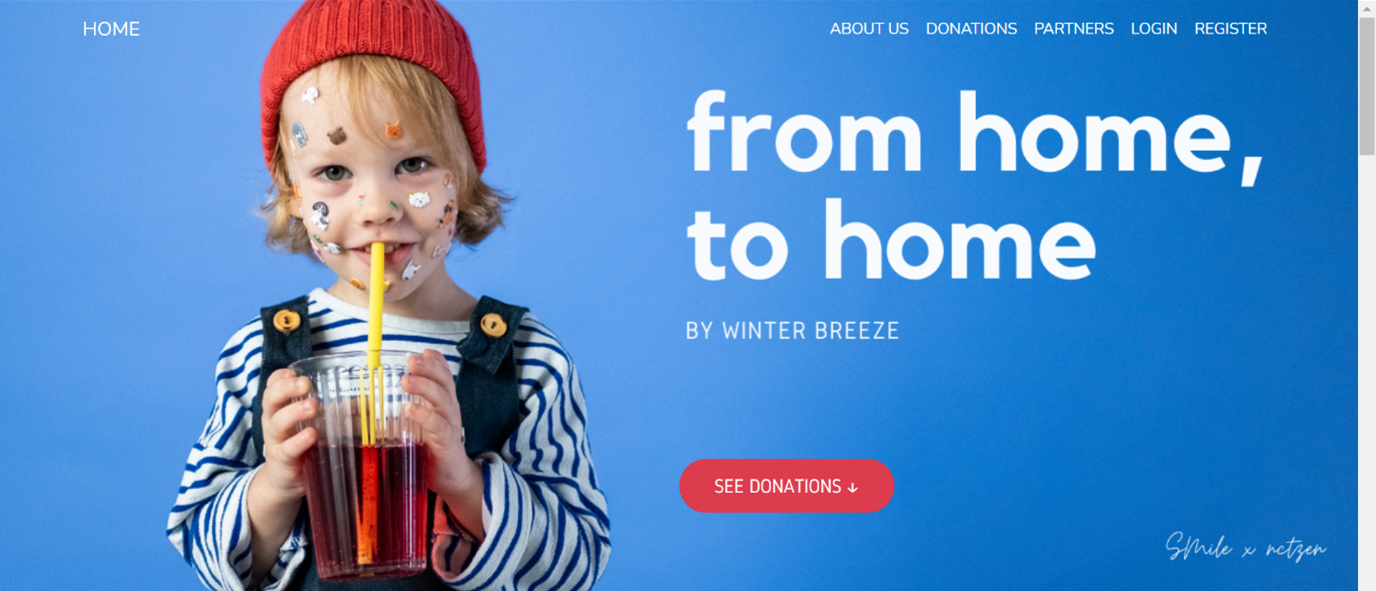 HOME
ABOUT US DONATIONS PARTNERS LOGIN REGISTER
from home,
to home
BY WINTER BREEZE
SEE DONATIONS ↓
SMile x nctzen